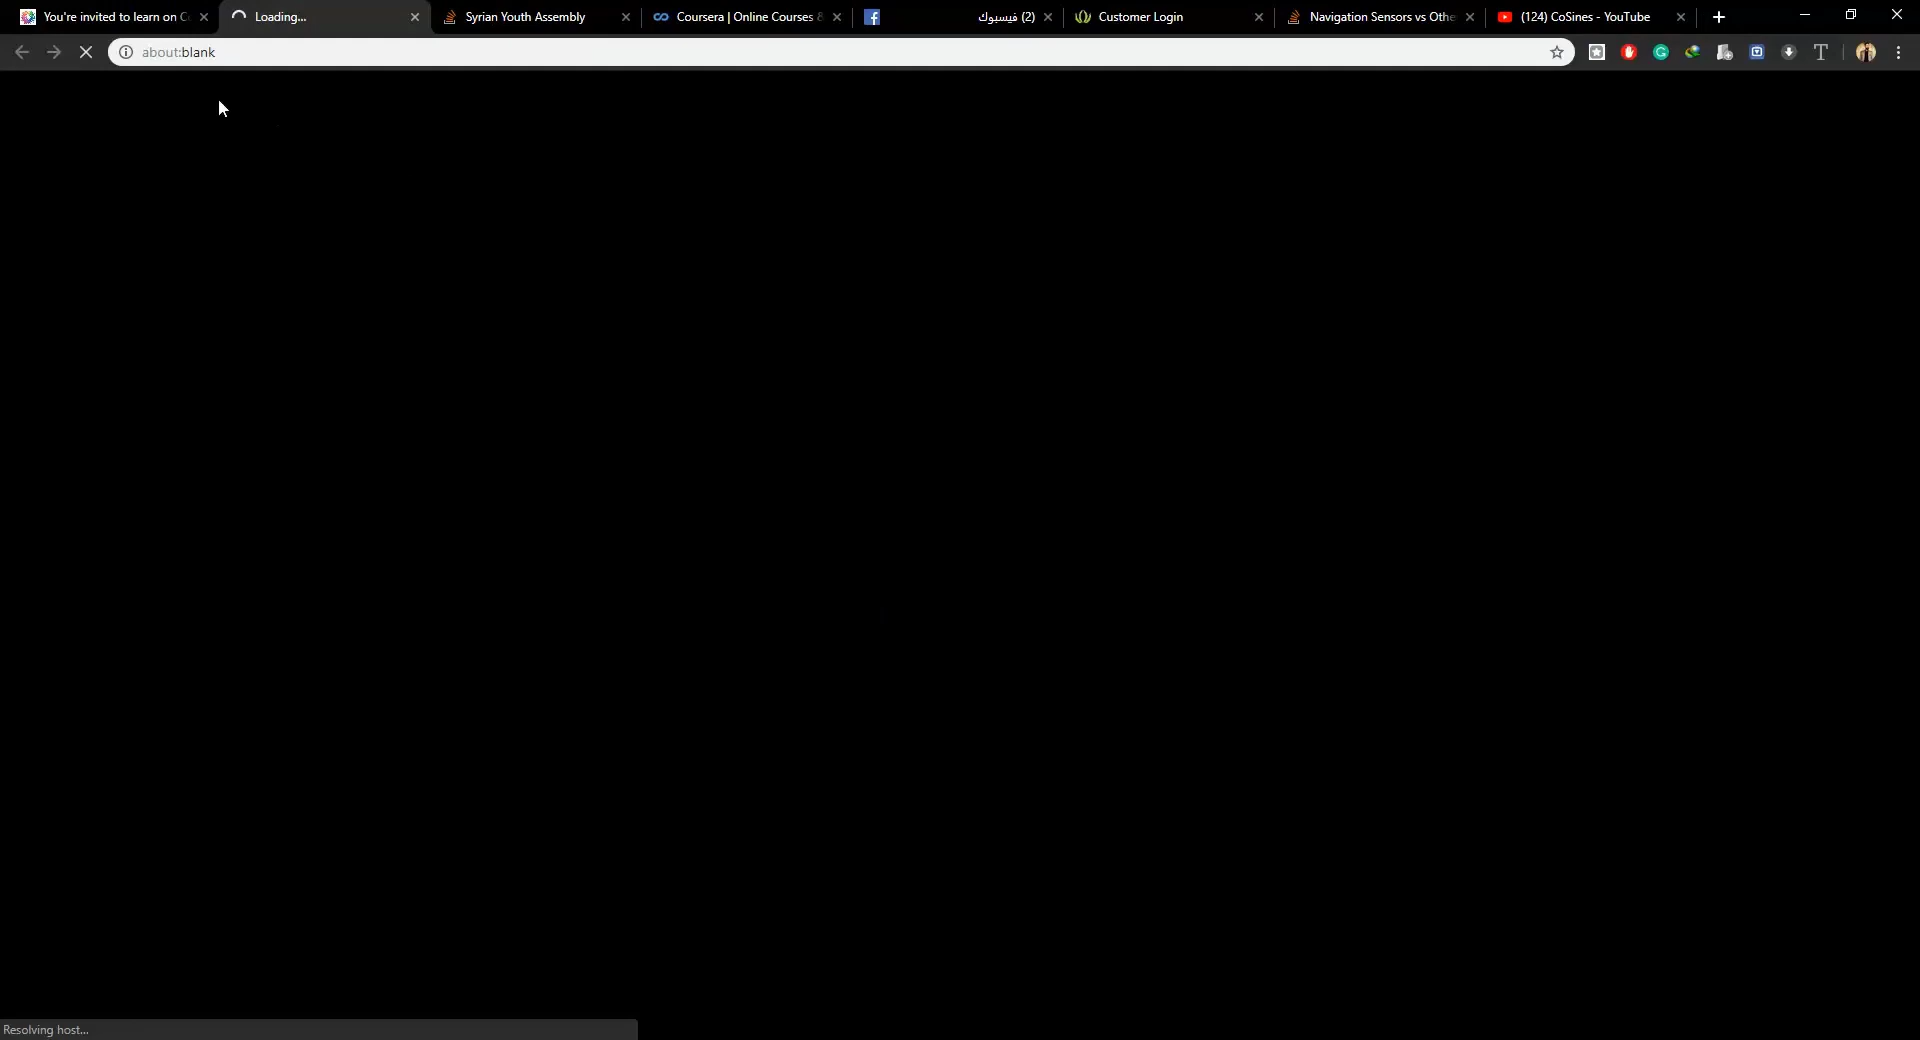 You're invited to learn on C
Loading...
Syrian Youth Assembly
Coursera | Online Courses &
(2) فيسبوك
Customer Login
Navigation Sensors vs Othe
(124) CoSines - YouTube
about:blank
Resolving host...